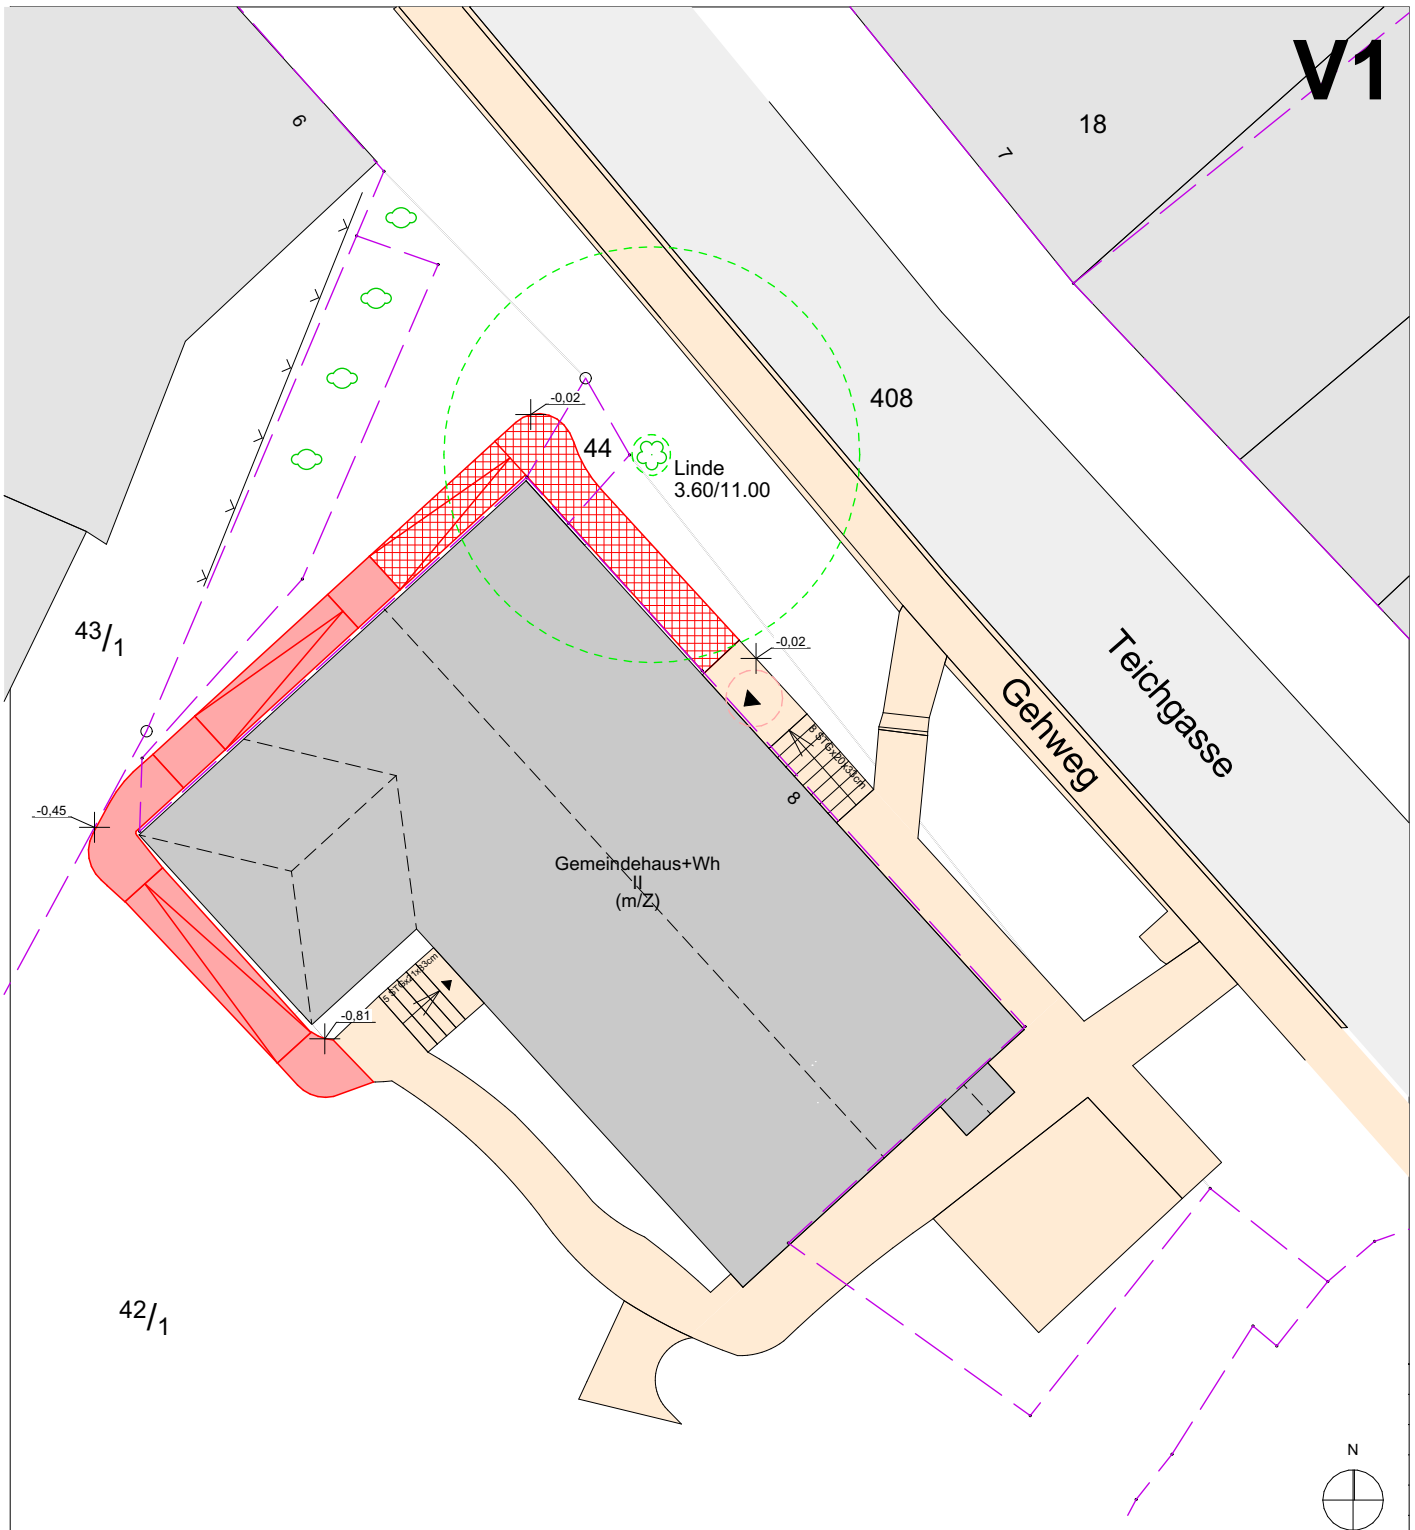 V1
6
18
7
-0,02
408
44
Linde
3.60/11.00
43/1
-0,02
Teichgasse
Gehweg
8
-0,45
Gemeindehaus+Wh
II
(m/Z)
-0,81
42/1
N